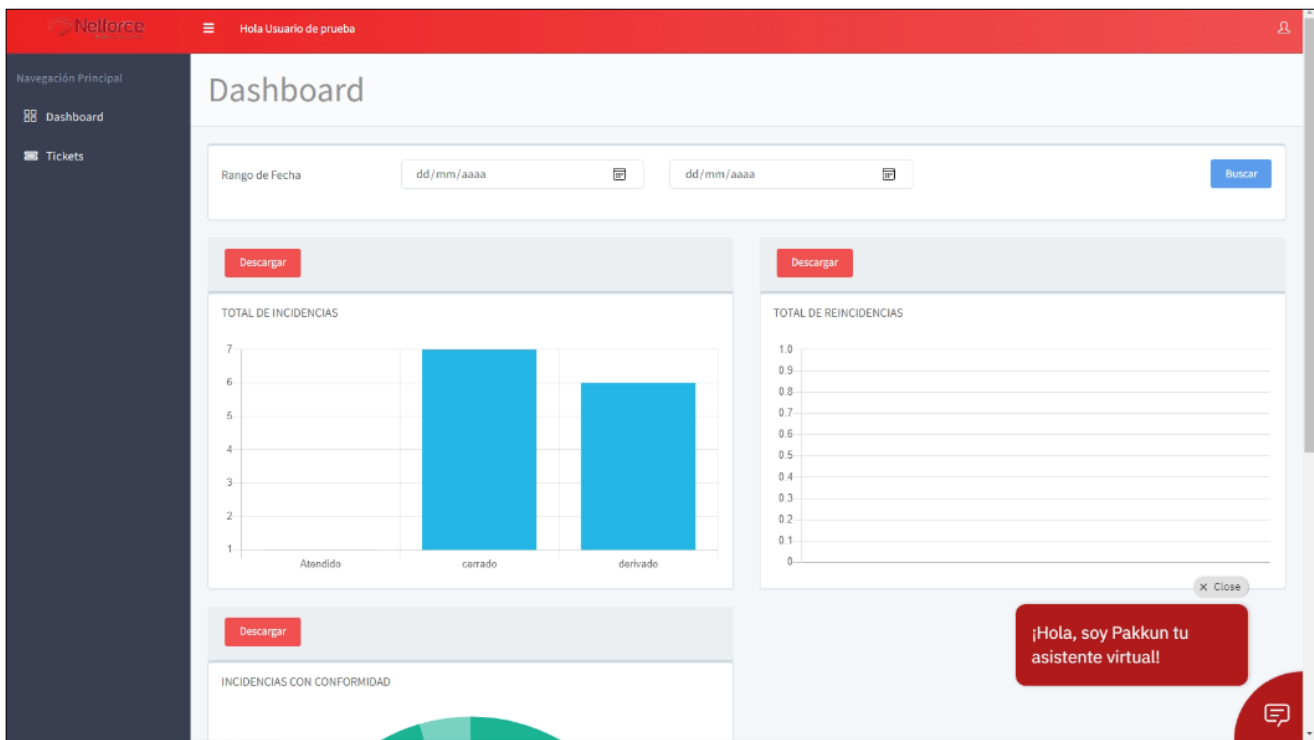 Nelforce
Hola Usuario de prueba
Navegación Principal
Dashboard
Tickets
Dashboard
Rango de Fecha
dd/mm/aaaa
dd/mm/aaaa
Buscar
Descargar
TOTAL DE INCIDENCIAS
7
6
5
4
3
2
1
Atendido
cerrado
derivado
Descargar
TOTAL DE REINCIDENCIAS
1.0
0.9
0.8
0.7
0.6
0.5
0.4
0.3
0.2
0.1
0
Descargar
INCIDENCIAS CON CONFORMIDAD
× Close
¡Hola, soy Pakkun tu
asistente virtual!